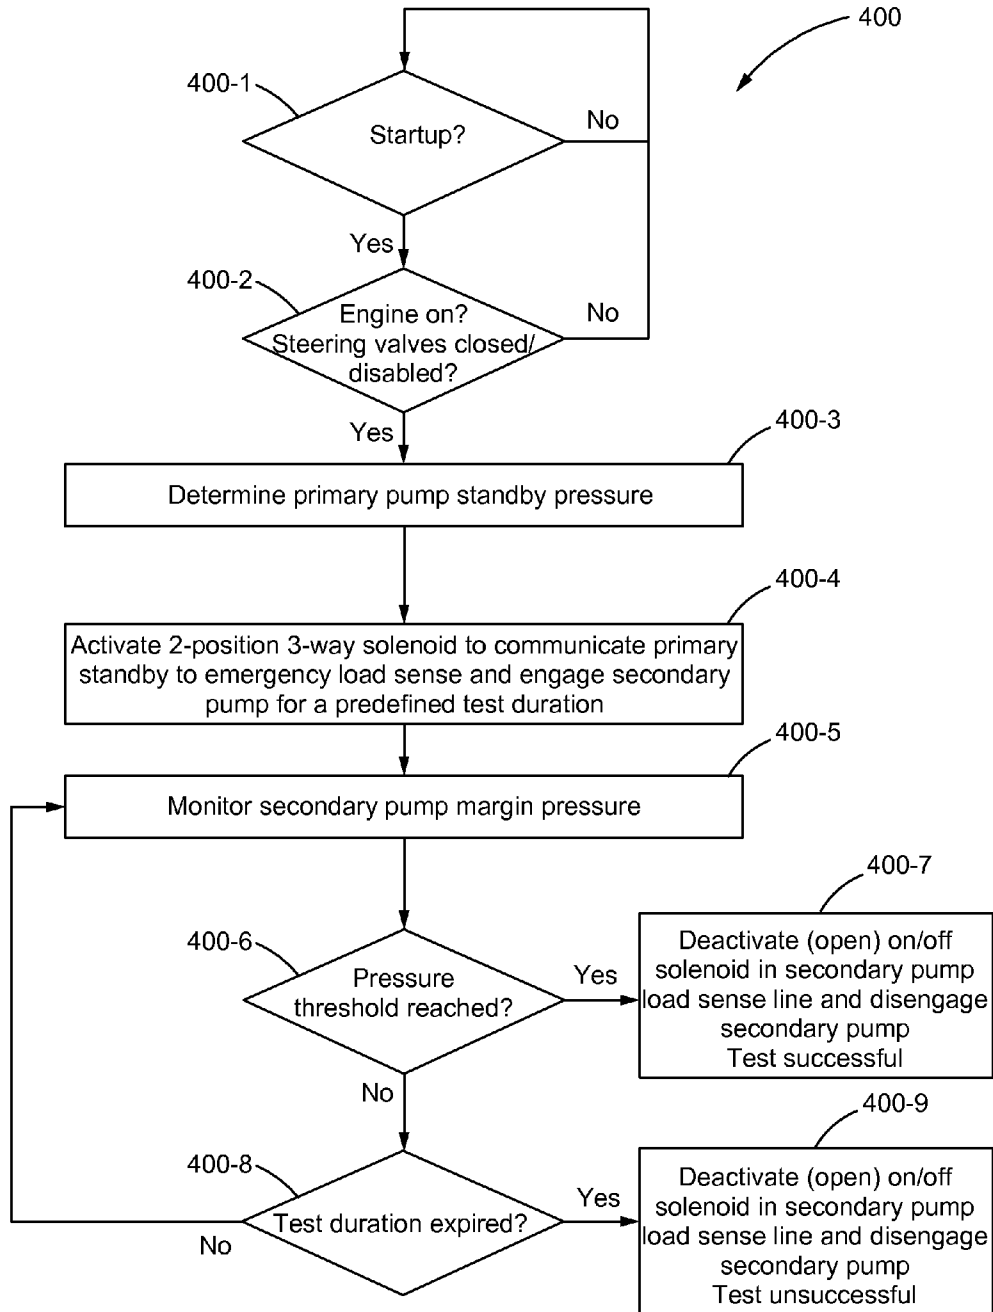 400
400-1
Startup?
No
Yes
400-2
Engine on?
Steering valves closed/
disabled?
No
Yes
400-3
Determine primary pump standby pressure
400-4
Activate 2-position 3-way solenoid to communicate primary
standby to emergency load sense and engage secondary
pump for a predefined test duration
400-5
Monitor secondary pump margin pressure
400-6
Pressure
threshold reached?
Yes
No
400-7
Deactivate (open) on/off
solenoid in secondary pump
load sense line and disengage
secondary pump
Test successful
400-8
Test duration expired?
Yes
No
400-9
Deactivate (open) on/off
solenoid in secondary pump
load sense line and disengage
secondary pump
Test unsuccessful